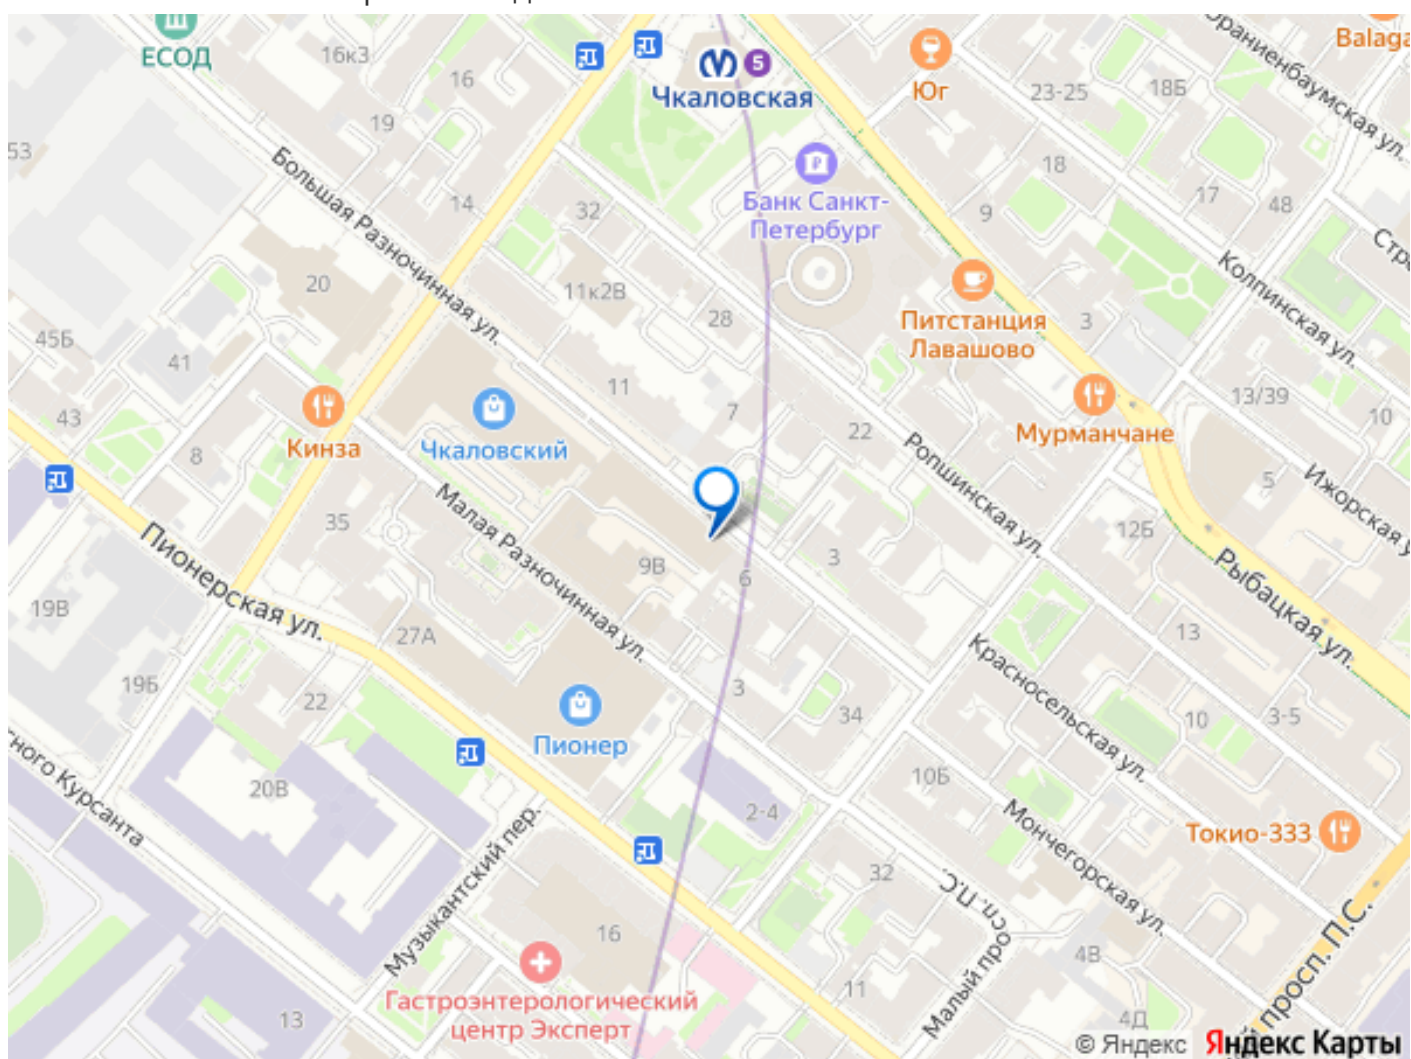 ЕСОД
16к3
16
19
53
Чкаловская
5
Юг
23-25
18Б
Ораниенбаумская ул.
18
17
48
9
Банк Санкт-
Петербург
Большая Разночинная ул.
14
32
20
11к2В
28
Питстанция
Лавашово
3
Колпинская ул.
45Б
41
43
8
Кинза
Чкаловский
11
7
22
Мурманчане
13/39
10
5
Ижорская у
Ропшинская ул.
12Б
Рыбацкая ул.
35
Малая Разночинная ул.
9В
6
3
Пионерская ул.
19В
27А
19Б
22
Пионер
3
34
13
Красносельская ул.
10
3-5
20В
2-4
10Б
Мончегорская ул.
Токио-333
ного Курсанта
Музыкантский пер.
32
Малый просп. П.С.
16
4В
11
4Д
Гастроэнтерологический
центр Эксперт
13
й просп. П.С.
© Яндекс Яндекс Карты